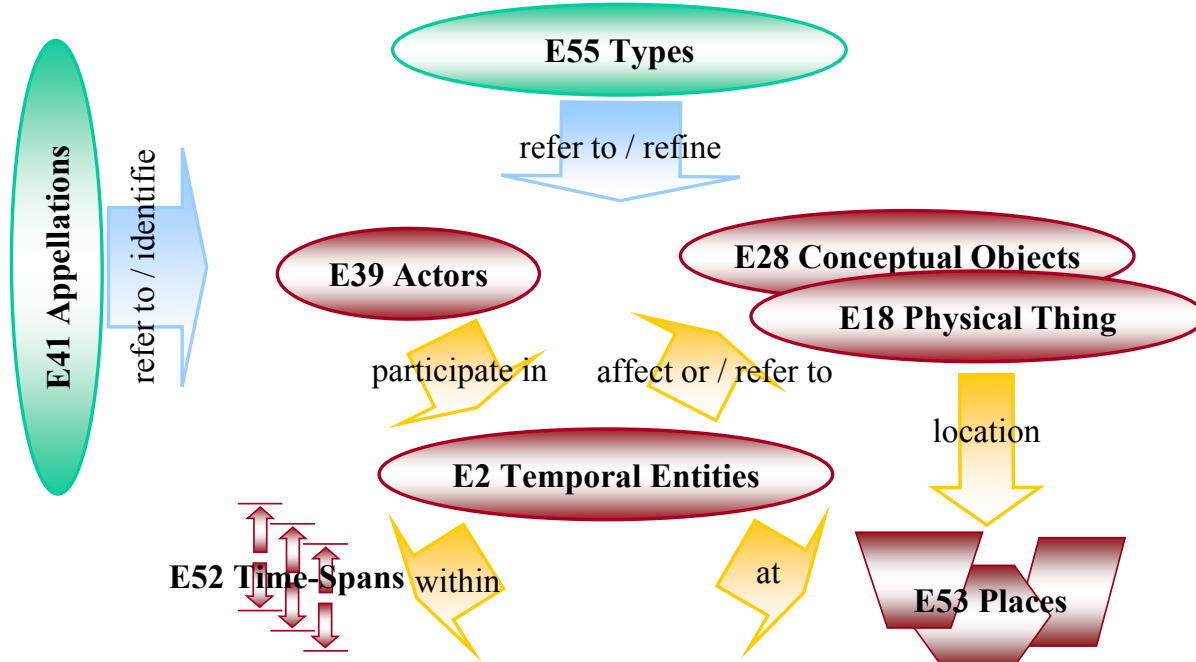 E55 Types
refer to / refine
E41 Appellations
refer to / identifie
E39 Actors
E28 Conceptual Objects
E18 Physical Thing
participate in
affect or / refer to
location
E2 Temporal Entities
E52 Time-Spans
within
at
E53 Places